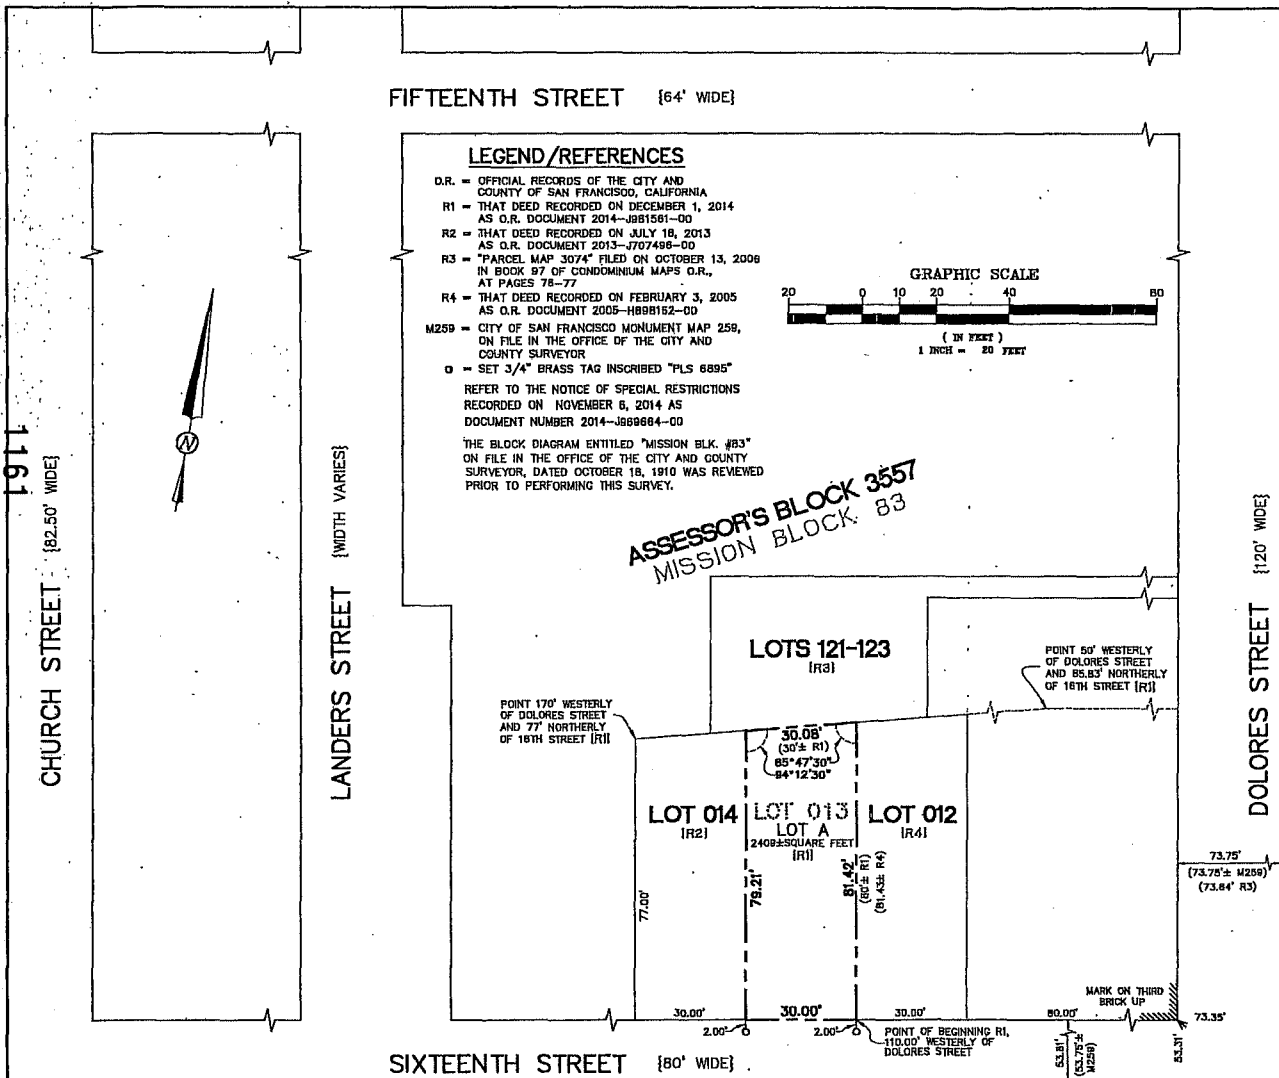 FIFTEENTH STREET {64' WIDE}
LEGEND/REFERENCES
O.R. = OFFICIAL RECORDS OF THE CITY AND
COUNTY OF SAN FRANCISCO, CALIFORNIA
R1 = THAT DEED RECORDED ON DECEMBER 1, 2014
AS O.R. DOCUMENT 2014-J981561-00
R2 = THAT DEED RECORDED ON JULY 18, 2013
AS O.R. DOCUMENT 2013-J707496-00
R3 = "PARCEL MAP 3074" FILED ON OCTOBER 13, 2006
IN BOOK 97 OF CONDOMINIUM MAPS O.R.,
AT PAGES 76-77
R4 = THAT DEED RECORDED ON FEBRUARY 3, 2005
AS O.R. DOCUMENT 2005-H898152-00
M259 = CITY OF SAN FRANCISCO MONUMENT MAP 259,
ON FILE IN THE OFFICE OF THE CITY AND
COUNTY SURVEYOR
O = SET 3/4" BRASS TAG INSCRIBED "PLS 6895"
REFER TO THE NOTICE OF SPECIAL RESTRICTIONS
RECORDED ON NOVEMBER 6, 2014 AS
DOCUMENT NUMBER 2014-J969664-00
THE BLOCK DIAGRAM ENTITLED "MISSION BLK. #83"
ON FILE IN THE OFFICE OF THE CITY AND COUNTY
SURVEYOR, DATED OCTOBER 18, 1910 WAS REVIEWED
PRIOR TO PERFORMING THIS SURVEY.
GRAPHIC SCALE
20 0 10 20 40 80
( IN FEET )
1 INCH = 20 FEET
N
1161
CHURCH STREET {82.50' WIDE}
LANDERS STREET {WIDTH VARIES}
ASSESSOR'S BLOCK 3557
MISSION BLOCK 83
DOLORES STREET {120' WIDE}
LOTS 121-123
[R3]
POINT 50' WESTERLY
OF DOLORES STREET
AND 85.83' NORTHERLY
OF 16TH STREET [R1]
POINT 170' WESTERLY
OF DOLORES STREET
AND 77' NORTHERLY
OF 16TH STREET [R1]
30.08'
(30'± R1)
85°47'30"
94°12'30"
LOT 014
[R2]
LOT 013
LOT A
2409±SQUARE FEET
[R1]
LOT 012
[R4]
77.00'
79.21'
81.42'
(80'± R1)
(81.43± R4)
73.75'
(73.75'± M259)
(73.84' R3)
MARK ON THIRD
BRICK UP
73.35'
30.00' 30.00' 30.00' 80.00'
2.00' 2.00'
POINT OF BEGINNING R1,
110.00' WESTERLY OF
DOLORES STREET
53.81'
(53.75'±
M259)
53.31'
SIXTEENTH STREET {80' WIDE}